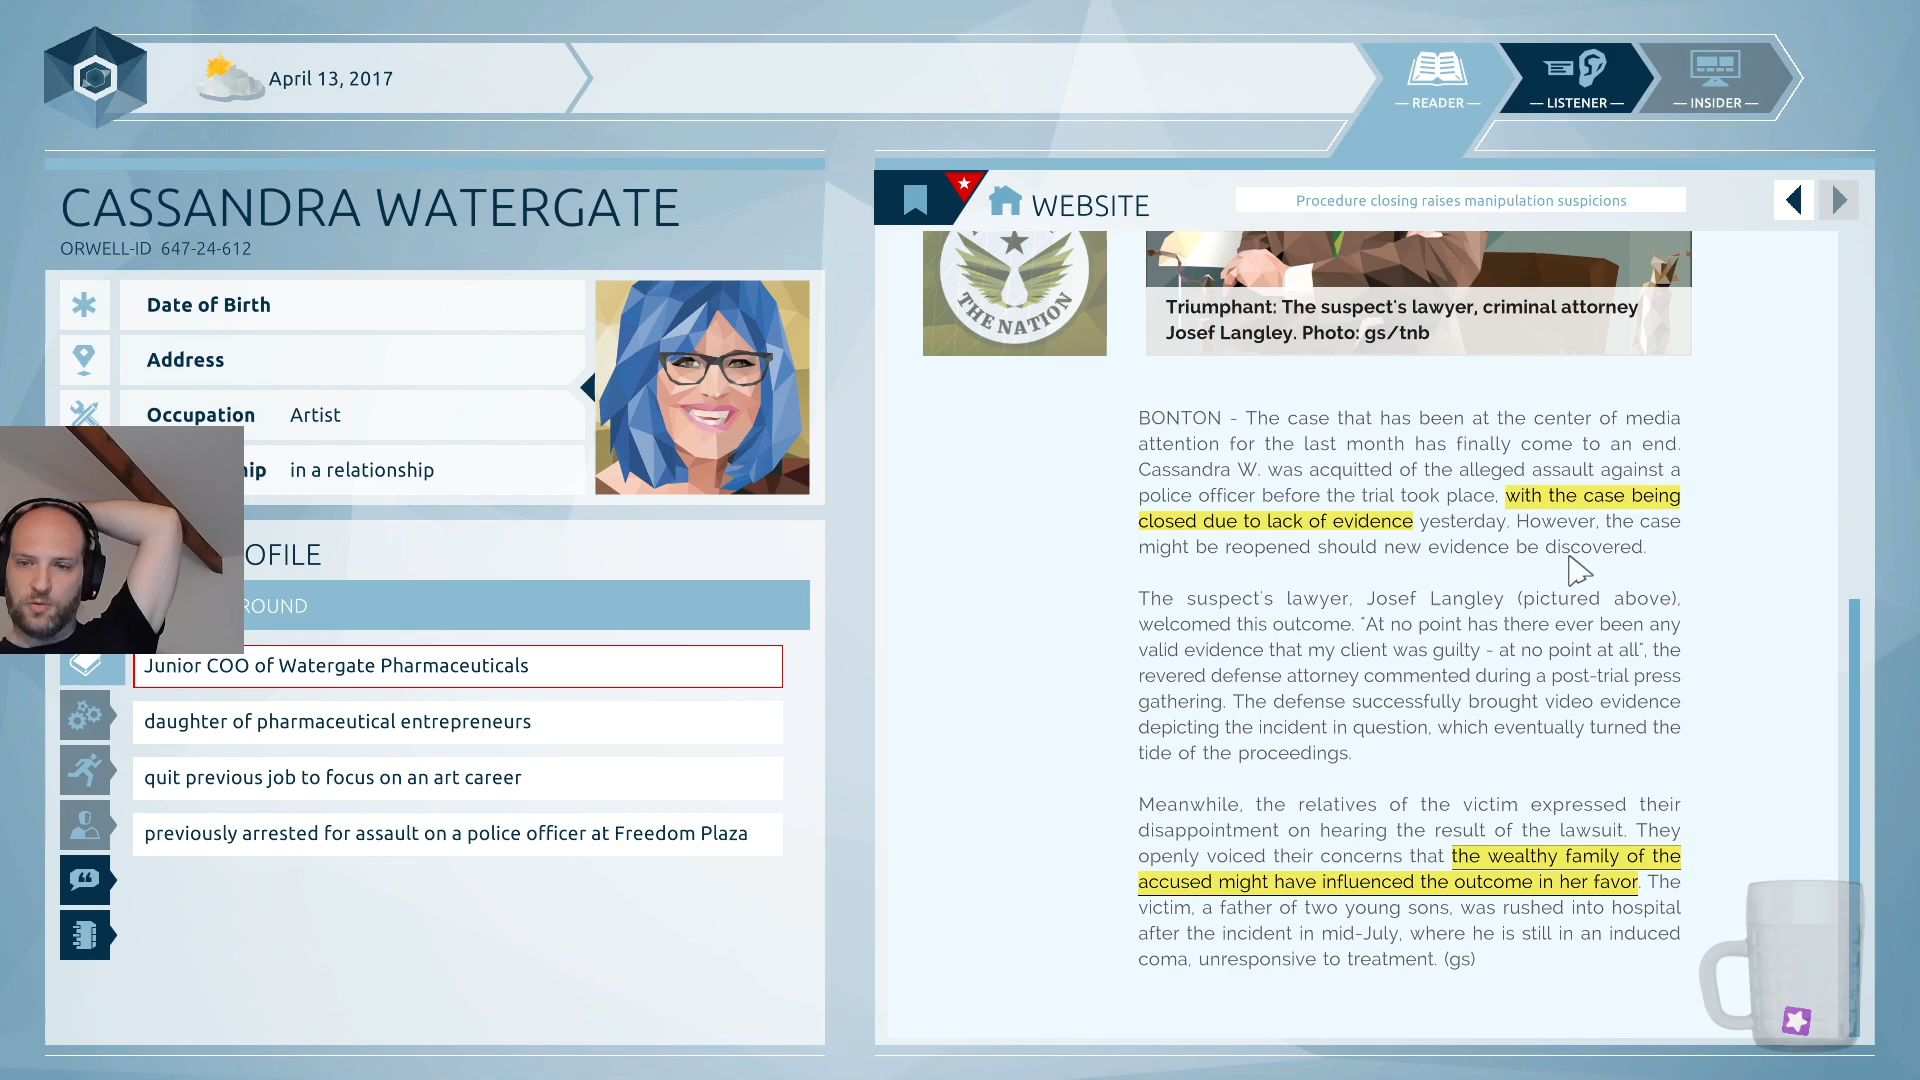 April 13, 2017
— READER —
— LISTENER —
— INSIDER —
CASSANDRA WATERGATE
ORWELL-ID 647-24-612
Date of Birth
Address
Occupation Artist
ip in a relationship
OFILE
ROUND
Junior COO of Watergate Pharmaceuticals
daughter of pharmaceutical entrepreneurs
quit previous job to focus on an art career
previously arrested for assault on a police officer at Freedom Plaza
WEBSITE
Procedure closing raises manipulation suspicions
THE NATION
Triumphant: The suspect's lawyer, criminal attorney
Josef Langley. Photo: gs/tnb
BONTON - The case that has been at the center of media
attention for the last month has finally come to an end.
Cassandra W. was acquitted of the alleged assault against a
police officer before the trial took place, with the case being
closed due to lack of evidence yesterday. However, the case
might be reopened should new evidence be discovered.
The suspect's lawyer, Josef Langley (pictured above),
welcomed this outcome. "At no point has there ever been any
valid evidence that my client was guilty - at no point at all", the
revered defense attorney commented during a post-trial press
gathering. The defense successfully brought video evidence
depicting the incident in question, which eventually turned the
tide of the proceedings.
Meanwhile, the relatives of the victim expressed their
disappointment on hearing the result of the lawsuit. They
openly voiced their concerns that the wealthy family of the
accused might have influenced the outcome in her favor. The
victim, a father of two young sons, was rushed into hospital
after the incident in mid-July, where he is still in an induced
coma, unresponsive to treatment. (gs)